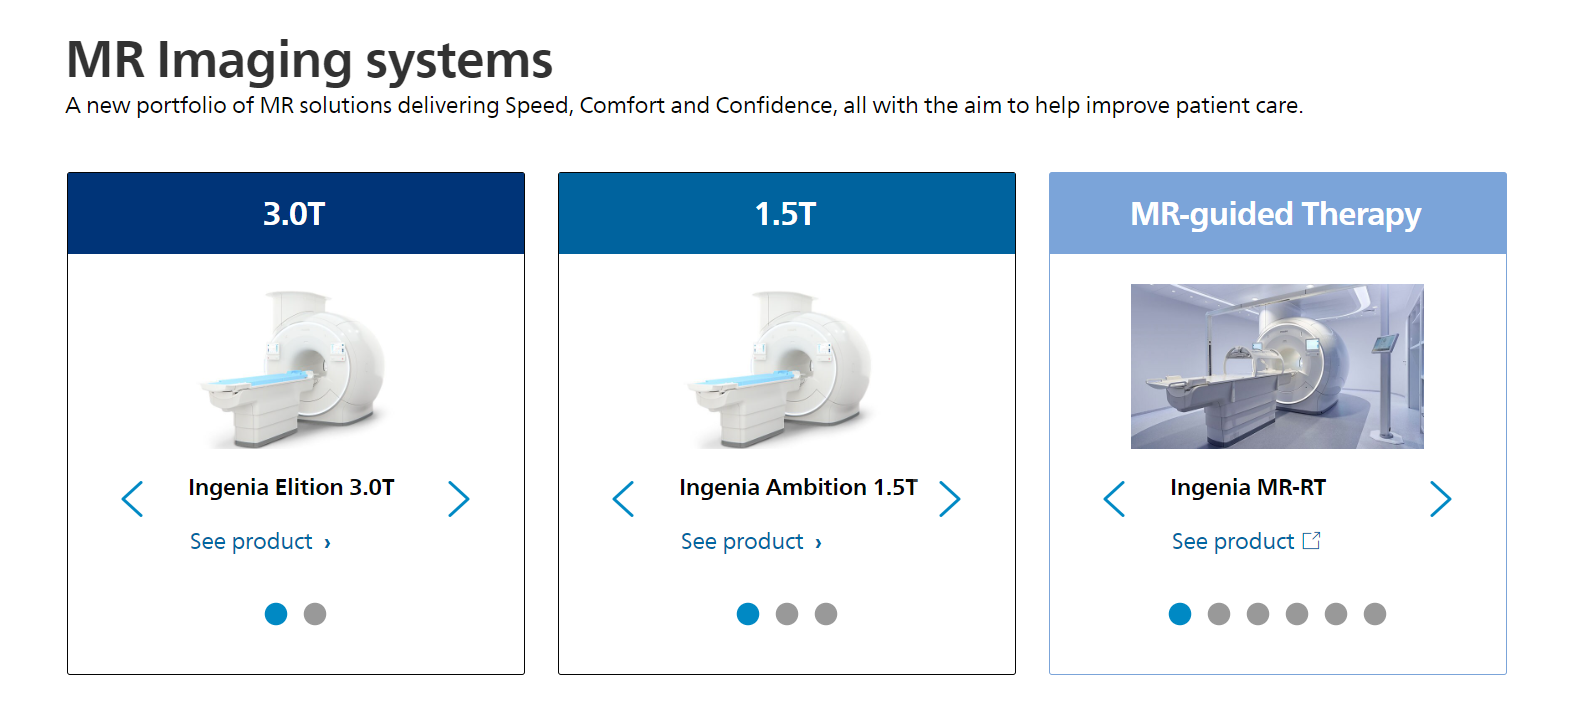 MR Imaging systems
A new portfolio of MR solutions delivering Speed, Comfort and Confidence, all with the aim to help improve patient care.
3.0T
Ingenia Elition 3.0T
See product ›
1.5T
Ingenia Ambition 1.5T
See product ›
MR-guided Therapy
Ingenia MR-RT
See product